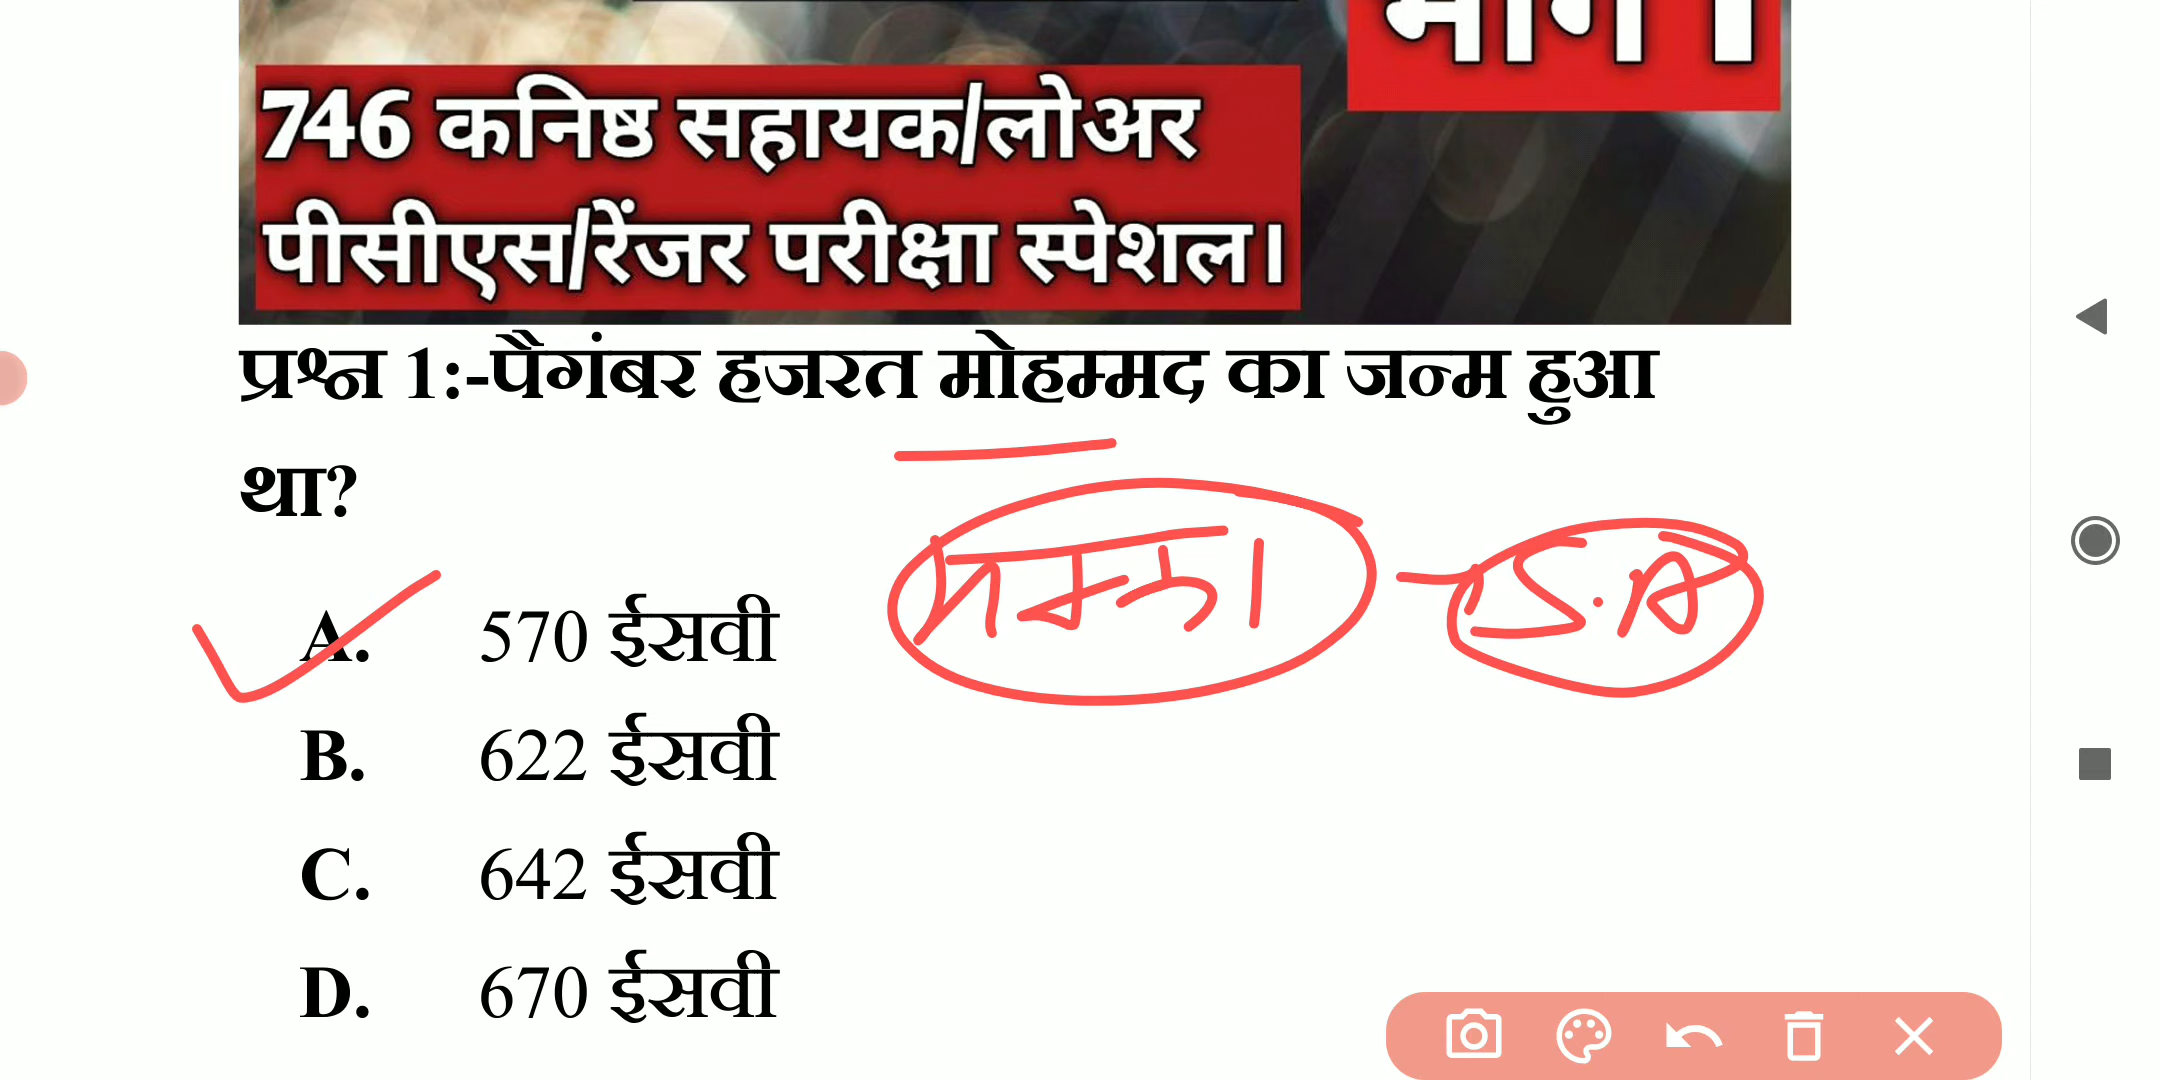 भाग 1
746 कनिष्ठ सहायक/लोअर
पीसीएस/रेंजर परीक्षा स्पेशल।
प्रश्न 1:-पैगंबर हजरत मोहम्मद का जन्म हुआ
था?
मक्का - S.A
A. 570 ईसवी
B. 622 ईसवी
C. 642 ईसवी
D. 670 ईसवी